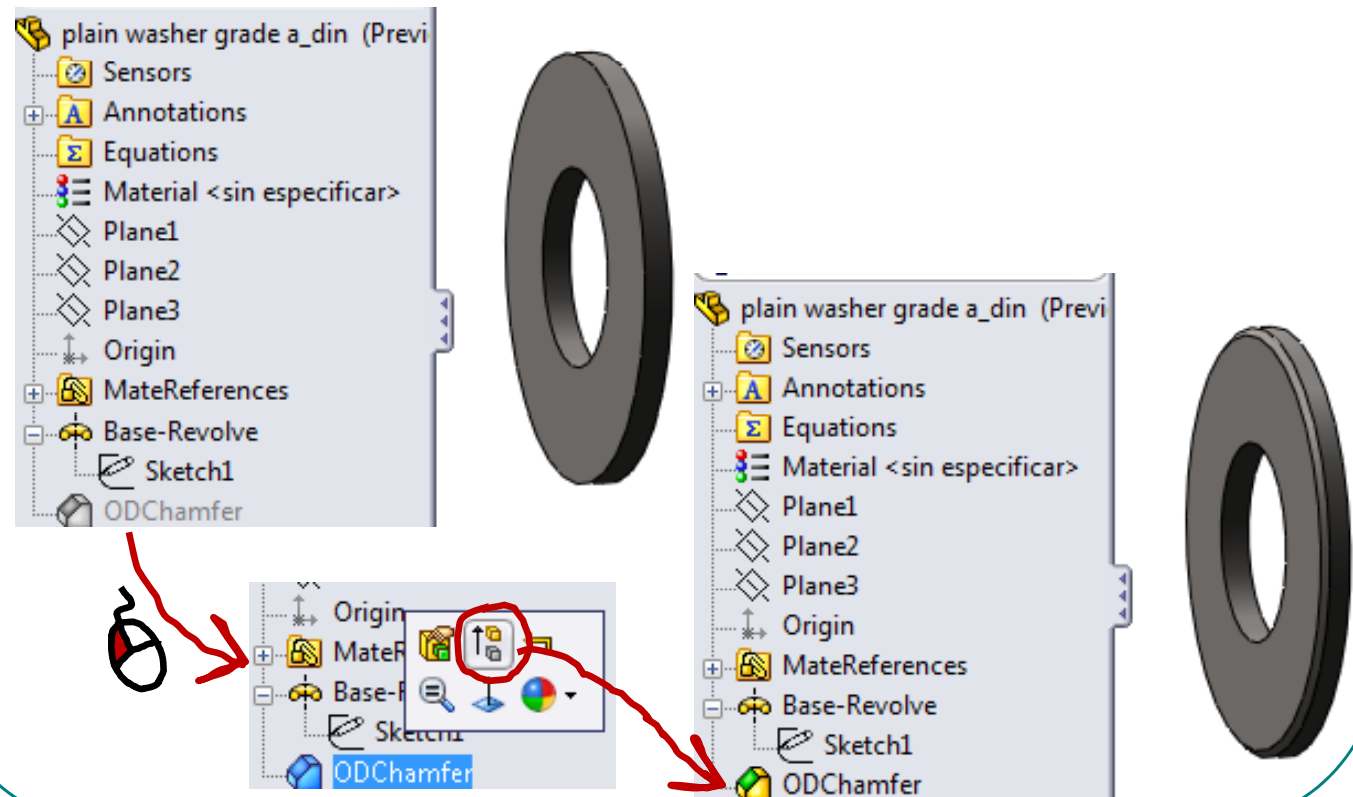 plain washer grade a_din (Previ
Sensors
Annotations
Equations
Material <sin especificar>
Plane1
Plane2
Plane3
Origin
MateReferences
Base-Revolve
Sketch1
ODChamfer
Origin
MateR
Base-R
Sketch1
ODChamfer
plain washer grade a_din (Previ
Sensors
Annotations
Equations
Material <sin especificar>
Plane1
Plane2
Plane3
Origin
MateReferences
Base-Revolve
Sketch1
ODChamfer